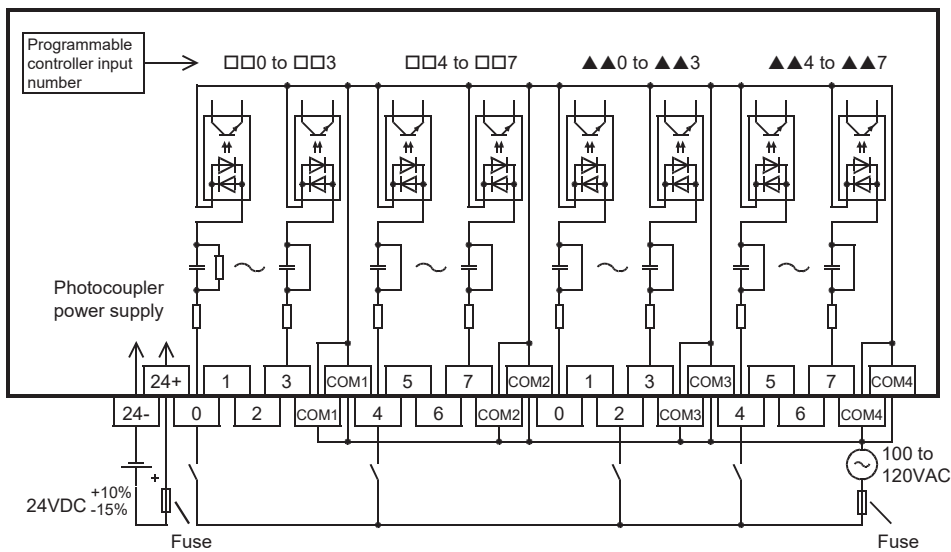 Programmable
controller input
number
□□0 to □□3
□□4 to □□7
▲▲0 to ▲▲3
▲▲4 to ▲▲7
Photocoupler
power supply
24+
1
3
COM1
5
7
COM2
1
3
COM3
5
7
COM4
24-
0
2
COM1
4
6
COM2
0
2
COM3
4
6
COM4
100 to
120VAC
+
24VDC +10%
-15%
Fuse
Fuse